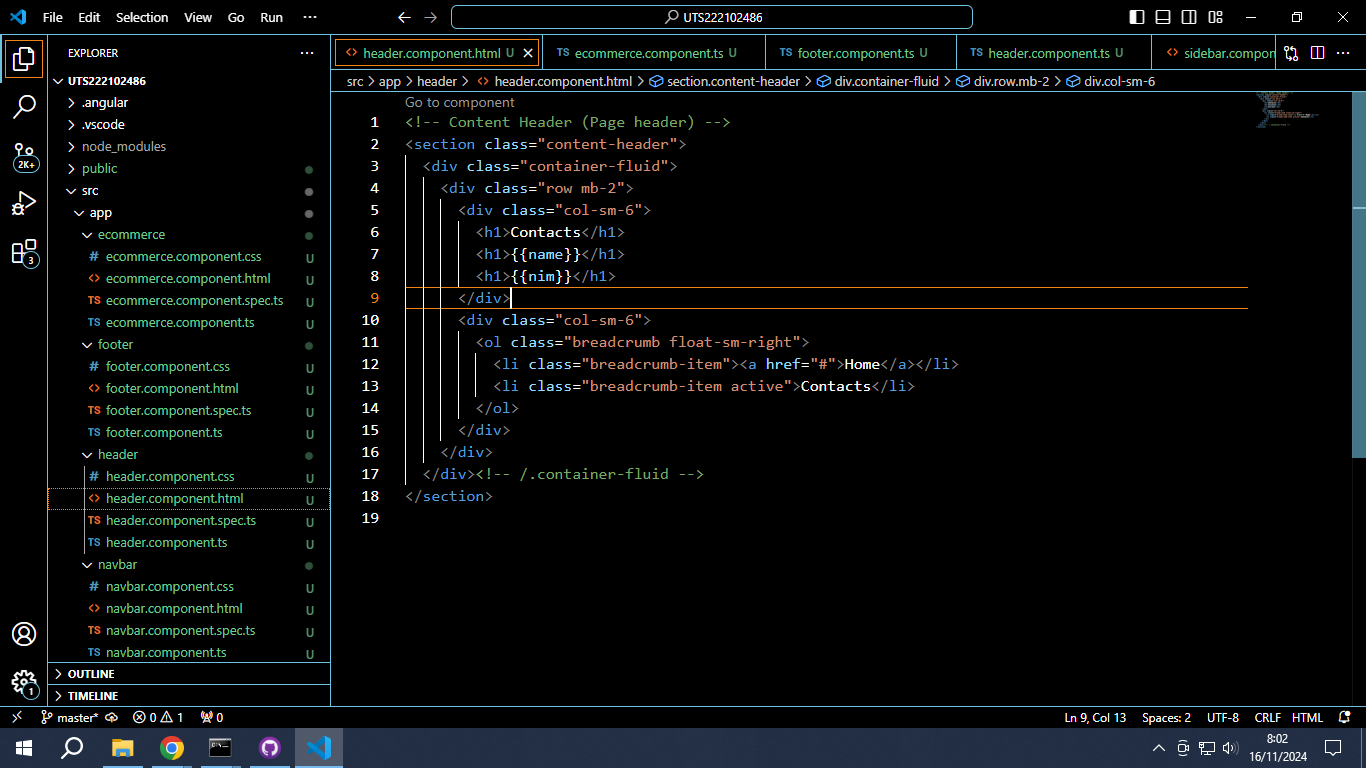 File Edit Selection View Go Run ···
UTS222102486
EXPLORER
UTS222102486
.angular
.vscode
node_modules
public
src
app
ecommerce
# ecommerce.component.css U
<> ecommerce.component.html U
TS ecommerce.component.spec.ts U
TS ecommerce.component.ts U
footer
# footer.component.css U
<> footer.component.html U
TS footer.component.spec.ts U
TS footer.component.ts U
header
# header.component.css U
<> header.component.html U
TS header.component.spec.ts U
TS header.component.ts U
navbar
# navbar.component.css U
<> navbar.component.html U
TS navbar.component.spec.ts U
TS navbar.component.ts U
OUTLINE
TIMELINE
2K+
3
1
<> header.component.html U
TS ecommerce.component.ts U
TS footer.component.ts U
TS header.component.ts U
<> sidebar.compon
src > app > header > <> header.component.html > section.content-header > div.container-fluid > div.row.mb-2 > div.col-sm-6
Go to component
1 <!-- Content Header (Page header) -->
2 <section class="content-header">
3 <div class="container-fluid">
4 <div class="row mb-2">
5 <div class="col-sm-6">
6 <h1>Contacts</h1>
7 <h1>{{name}}</h1>
8 <h1>{{nim}}</h1>
9 </div>
10 <div class="col-sm-6">
11 <ol class="breadcrumb float-sm-right">
12 <li class="breadcrumb-item"><a href="#">Home</a></li>
13 <li class="breadcrumb-item active">Contacts</li>
14 </ol>
15 </div>
16 </div>
17 </div><!-- /.container-fluid -->
18 </section>
19
master* 0 1 0
Ln 9, Col 13 Spaces: 2 UTF-8 CRLF HTML
8:02
16/11/2024